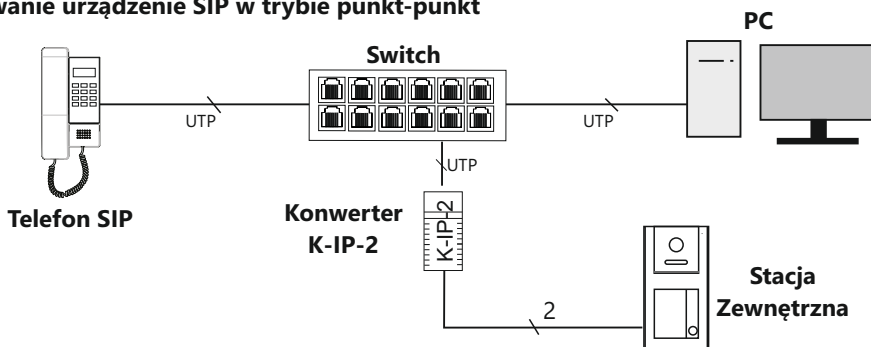 wanie urządzenie SIP w trybie punkt-punkt
PC
Switch
UTP
UTP
UTP
Telefon SIP
Konwerter
K-IP-2
K-IP-2
Stacja
Zewnętrzna
2